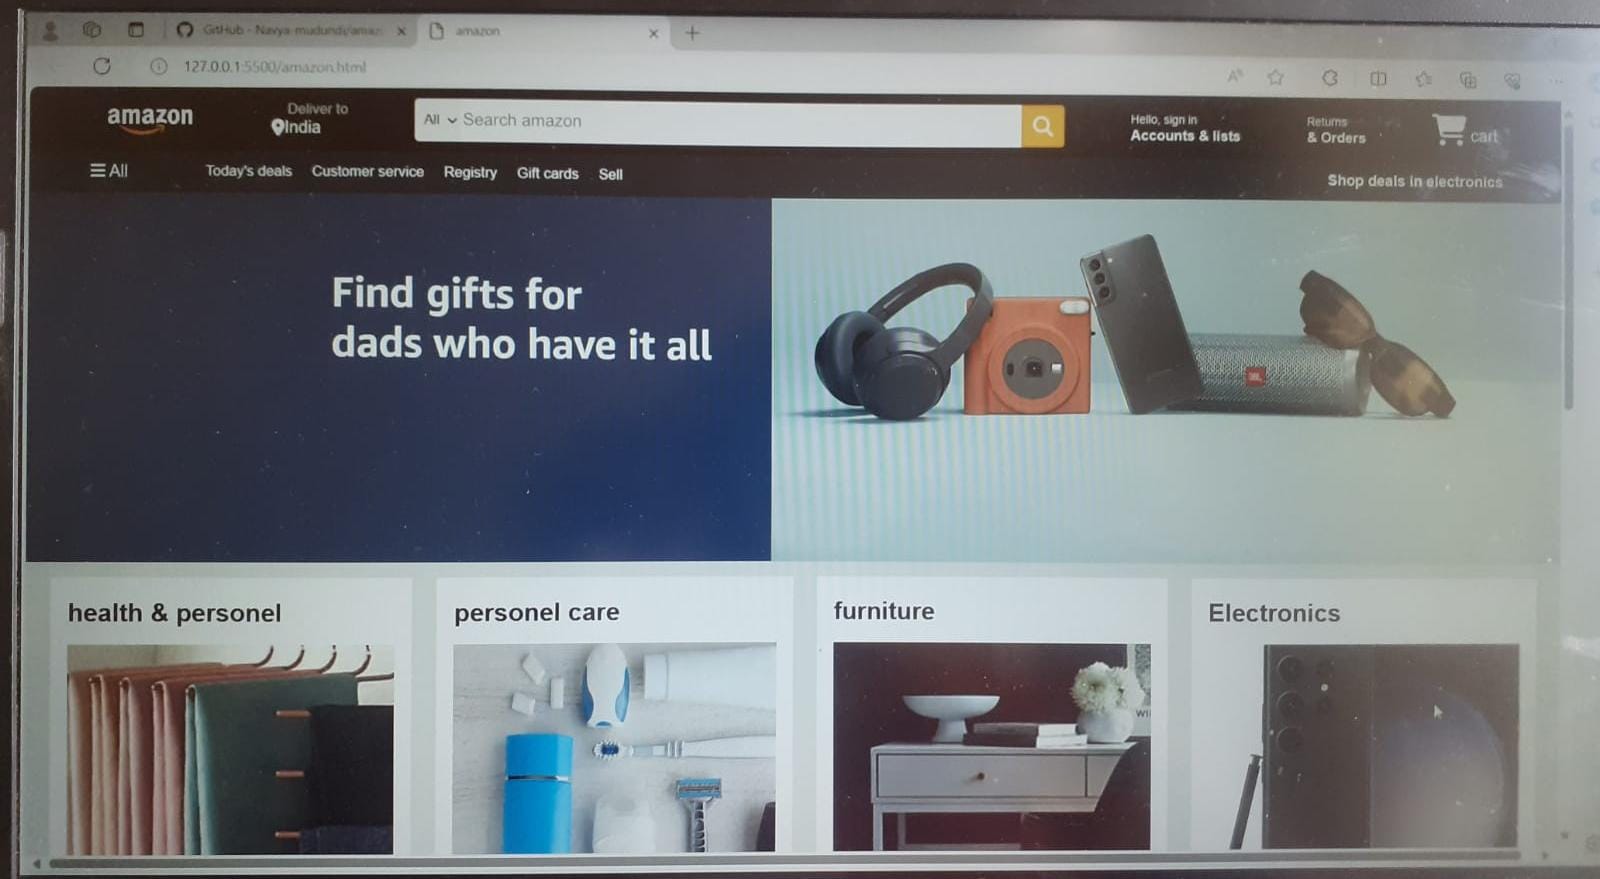 GitHub - Navya-mudundi/amaz
amazon
127.0.0.1:5500/amazon.html
amazon
Deliver to
India
All
Search amazon
Hello, sign in
Accounts & lists
Returns
& Orders
cart
All
Today's deals
Customer service
Registry
Gift cards
Sell
Shop deals in electronics
Find gifts for
dads who have it all
JBL
health & personel
personel care
furniture
Electronics